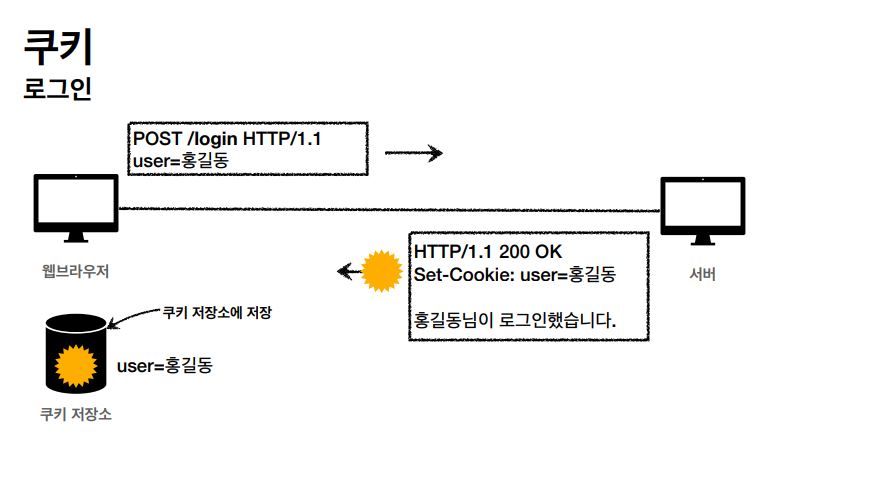 쿠키
로그인
POST /login HTTP/1.1
user=홍길동
웹브라우저
HTTP/1.1 200 OK
Set-Cookie: user=홍길동
홍길동님이 로그인했습니다.
서버
쿠키 저장소에 저장
user=홍길동
쿠키 저장소